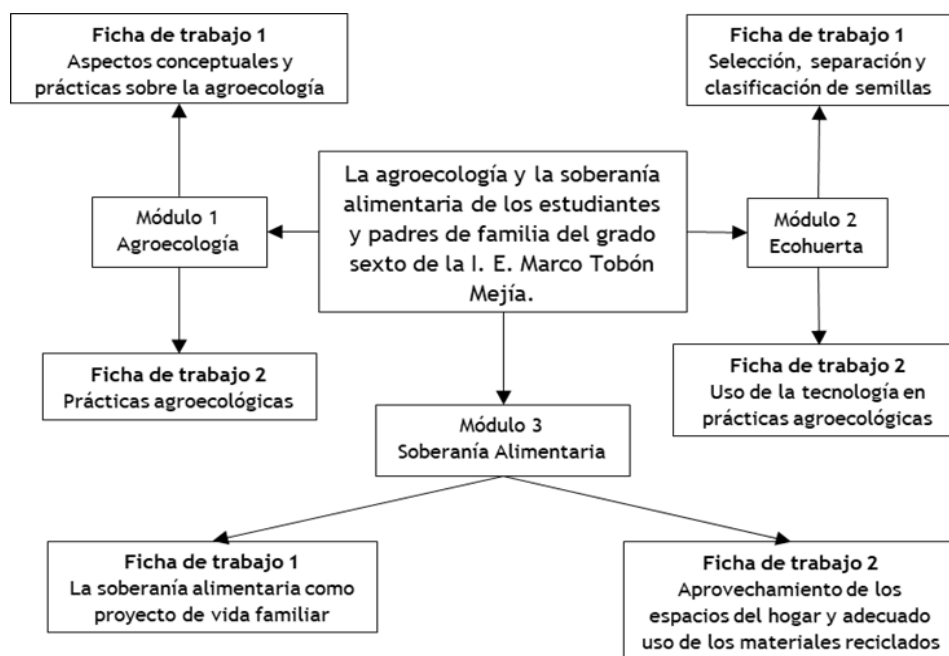 Ficha de trabajo 1
Aspectos conceptuales y
prácticas sobre la agroecología
Ficha de trabajo 1
Selección, separación y
clasificación de semillas
La agroecología y la soberanía
alimentaria de los estudiantes
y padres de familia del grado
sexto de la I. E. Marco Tobón
Mejía.
Módulo 1
Agroecología
Módulo 2
Ecohuerta
Ficha de trabajo 2
Prácticas agroecológicas
Ficha de trabajo 2
Uso de la tecnología en
prácticas agroecológicas
Módulo 3
Soberanía Alimentaria
Ficha de trabajo 1
La soberanía alimentaria como
proyecto de vida familiar
Ficha de trabajo 2
Aprovechamiento de los
espacios del hogar y adecuado
uso de los materiales reciclados